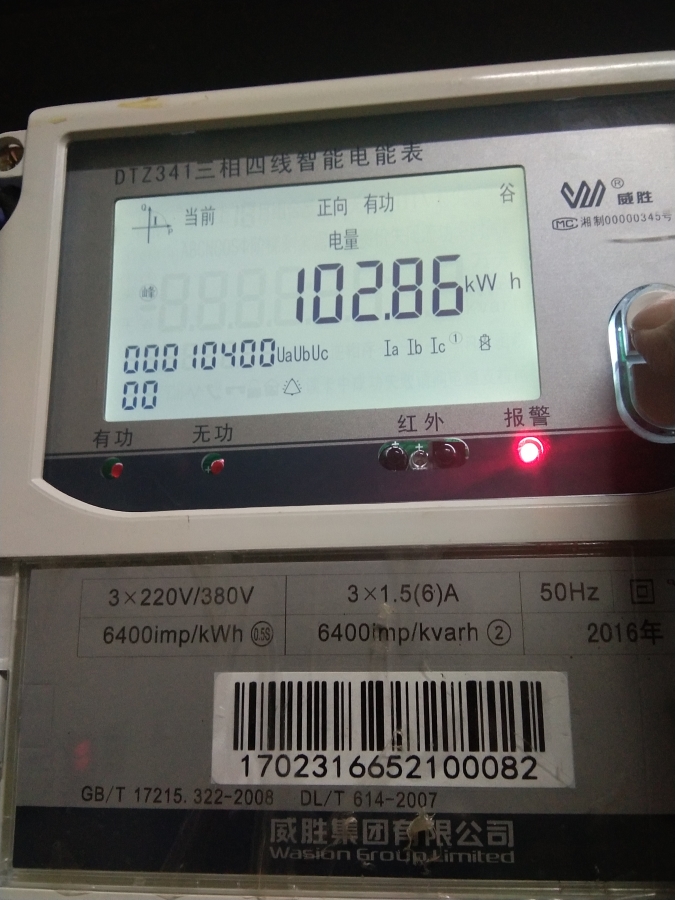 DTZ341三相四线智能电能表
威胜
MC 湘制00000345号
Q
P
当前 正向 有功 谷
电量
峰 102.86 kW h
00010400 UaUbUc Ia Ib Ic ①
00
有功 无功 红外 报警
3×220V/380V 3×1.5(6)A 50Hz
6400imp/kWh 0.5S 6400imp/kvarh ② 2016年
1702316652100082
GB/T 17215.322-2008 DL/T 614-2007
威胜集团有限公司
Wasion Group Limited